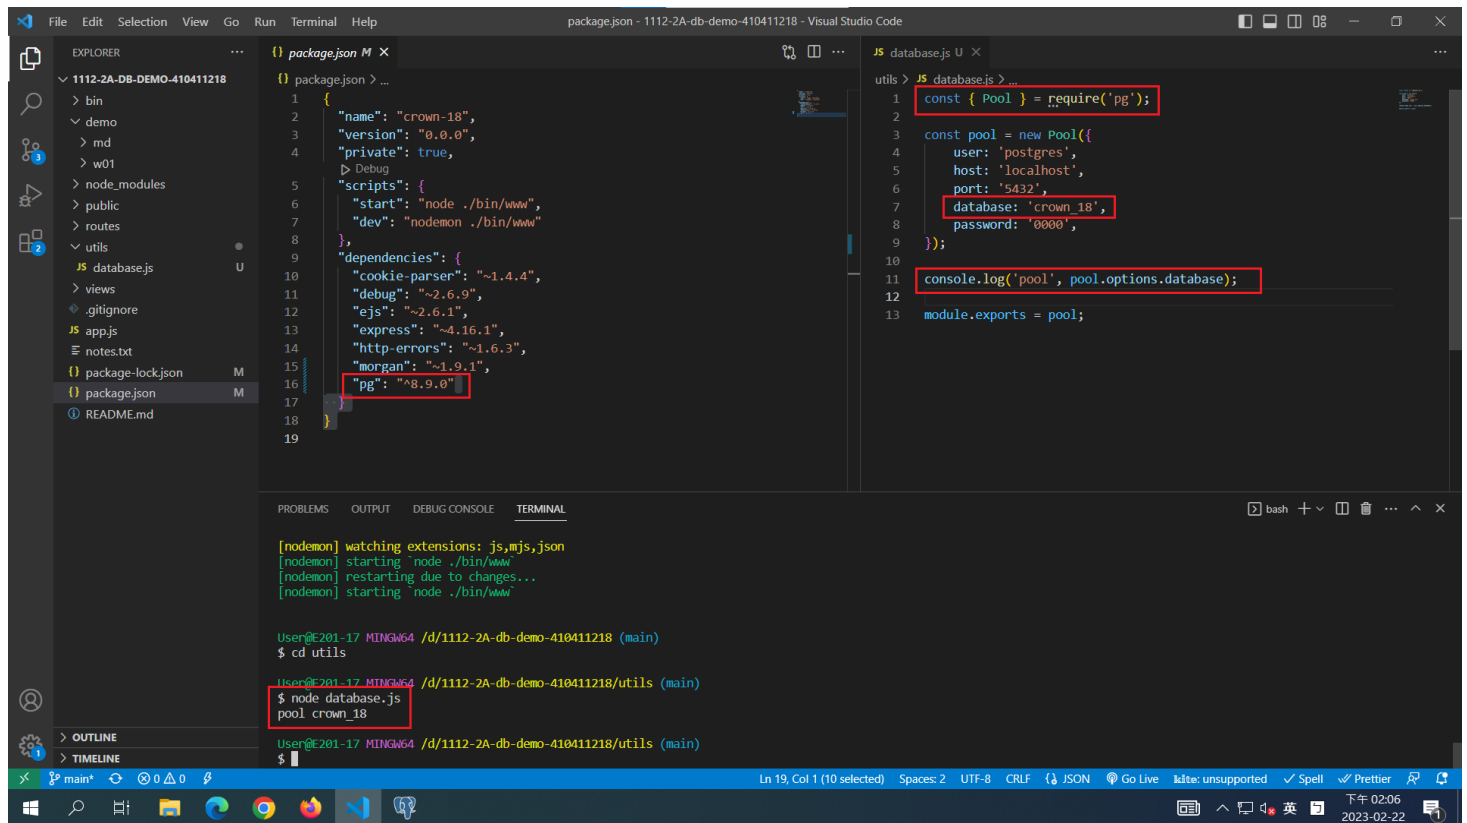 File Edit Selection View Go Run Terminal Help package.json - 1112-2A-db-demo-410411218 - Visual Studio Code
EXPLORER
1112-2A-DB-DEMO-410411218
bin
demo
md
w01
node_modules
public
routes
utils
JS database.js U
views
.gitignore
JS app.js
notes.txt
{} package-lock.json M
{} package.json M
README.md
OUTLINE
TIMELINE
{} package.json M
{} package.json > ...
1 {
2 "name": "crown-18",
3 "version": "0.0.0",
4 "private": true,
Debug
5 "scripts": {
6 "start": "node ./bin/www",
7 "dev": "nodemon ./bin/www"
8 },
9 "dependencies": {
10 "cookie-parser": "~1.4.4",
11 "debug": "~2.6.9",
12 "ejs": "~2.6.1",
13 "express": "~4.16.1",
14 "http-errors": "~1.6.3",
15 "morgan": "~1.9.1",
16 "pg": "^8.9.0"
17 }
18 }
19
JS database.js U
utils > JS database.js > ...
1 const { Pool } = require('pg');
2
3 const pool = new Pool({
4 user: 'postgres',
5 host: 'localhost',
6 port: '5432',
7 database: 'crown_18',
8 password: '0000',
9 });
10
11 console.log('pool', pool.options.database);
12
13 module.exports = pool;
PROBLEMS OUTPUT DEBUG CONSOLE TERMINAL bash
[nodemon] watching extensions: js,mjs,json
[nodemon] starting `node ./bin/www`
[nodemon] restarting due to changes...
[nodemon] starting `node ./bin/www`
User@E201-17 MINGW64 /d/1112-2A-db-demo-410411218 (main)
$ cd utils
User@E201-17 MINGW64 /d/1112-2A-db-demo-410411218/utils (main)
$ node database.js
pool crown_18
User@E201-17 MINGW64 /d/1112-2A-db-demo-410411218/utils (main)
$
main* 0 0 Ln 19, Col 1 (10 selected) Spaces: 2 UTF-8 CRLF JSON Go Live kite: unsupported Spell Prettier
英 下午 02:06
2023-02-22
3
2
1
1